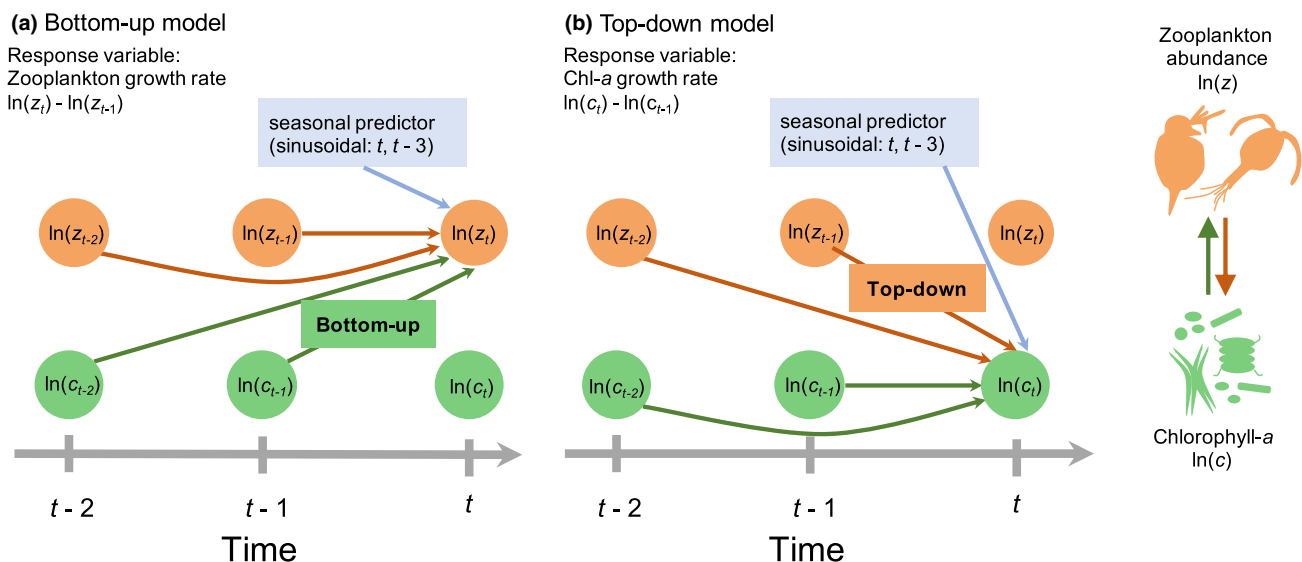 (a) Bottom-up model
Response variable:
Zooplankton growth rate
ln(zₜ) - ln(zₜ₋₁)
seasonal predictor
(sinusoidal: t, t - 3)
ln(zₜ₋₂)
ln(zₜ₋₁)
ln(zₜ)
Bottom-up
ln(cₜ₋₂)
ln(cₜ₋₁)
ln(cₜ)
t - 2
t - 1
t
Time
(b) Top-down model
Response variable:
Chl-a growth rate
ln(cₜ) - ln(cₜ₋₁)
seasonal predictor
(sinusoidal: t, t - 3)
ln(zₜ₋₂)
ln(zₜ₋₁)
ln(zₜ)
Top-down
ln(cₜ₋₂)
ln(cₜ₋₁)
ln(cₜ)
t - 2
t - 1
t
Time
Zooplankton
abundance
ln(z)
Chlorophyll-a
ln(c)